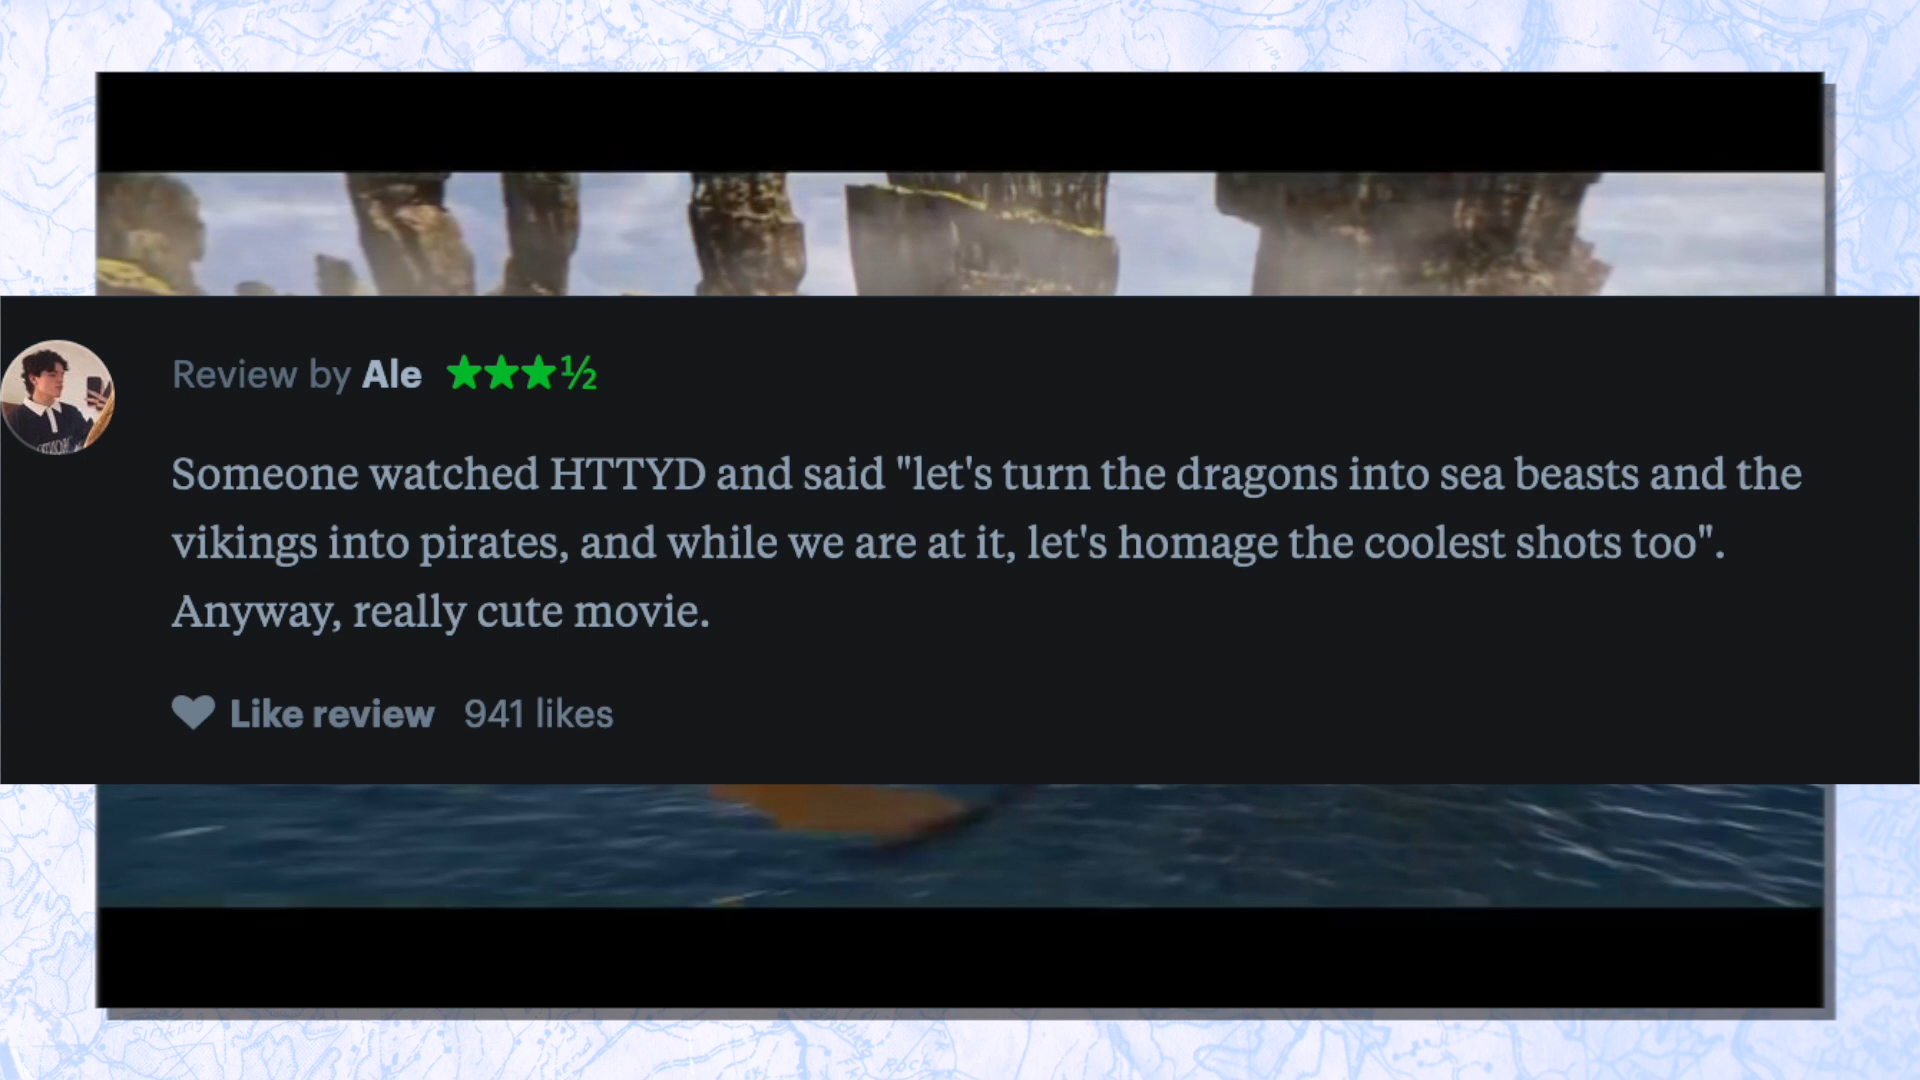 Review by Ale ★★★½
Someone watched HTTYD and said "let's turn the dragons into sea beasts and the
vikings into pirates, and while we are at it, let's homage the coolest shots too".
Anyway, really cute movie.
Like review 941 likes
Sinking